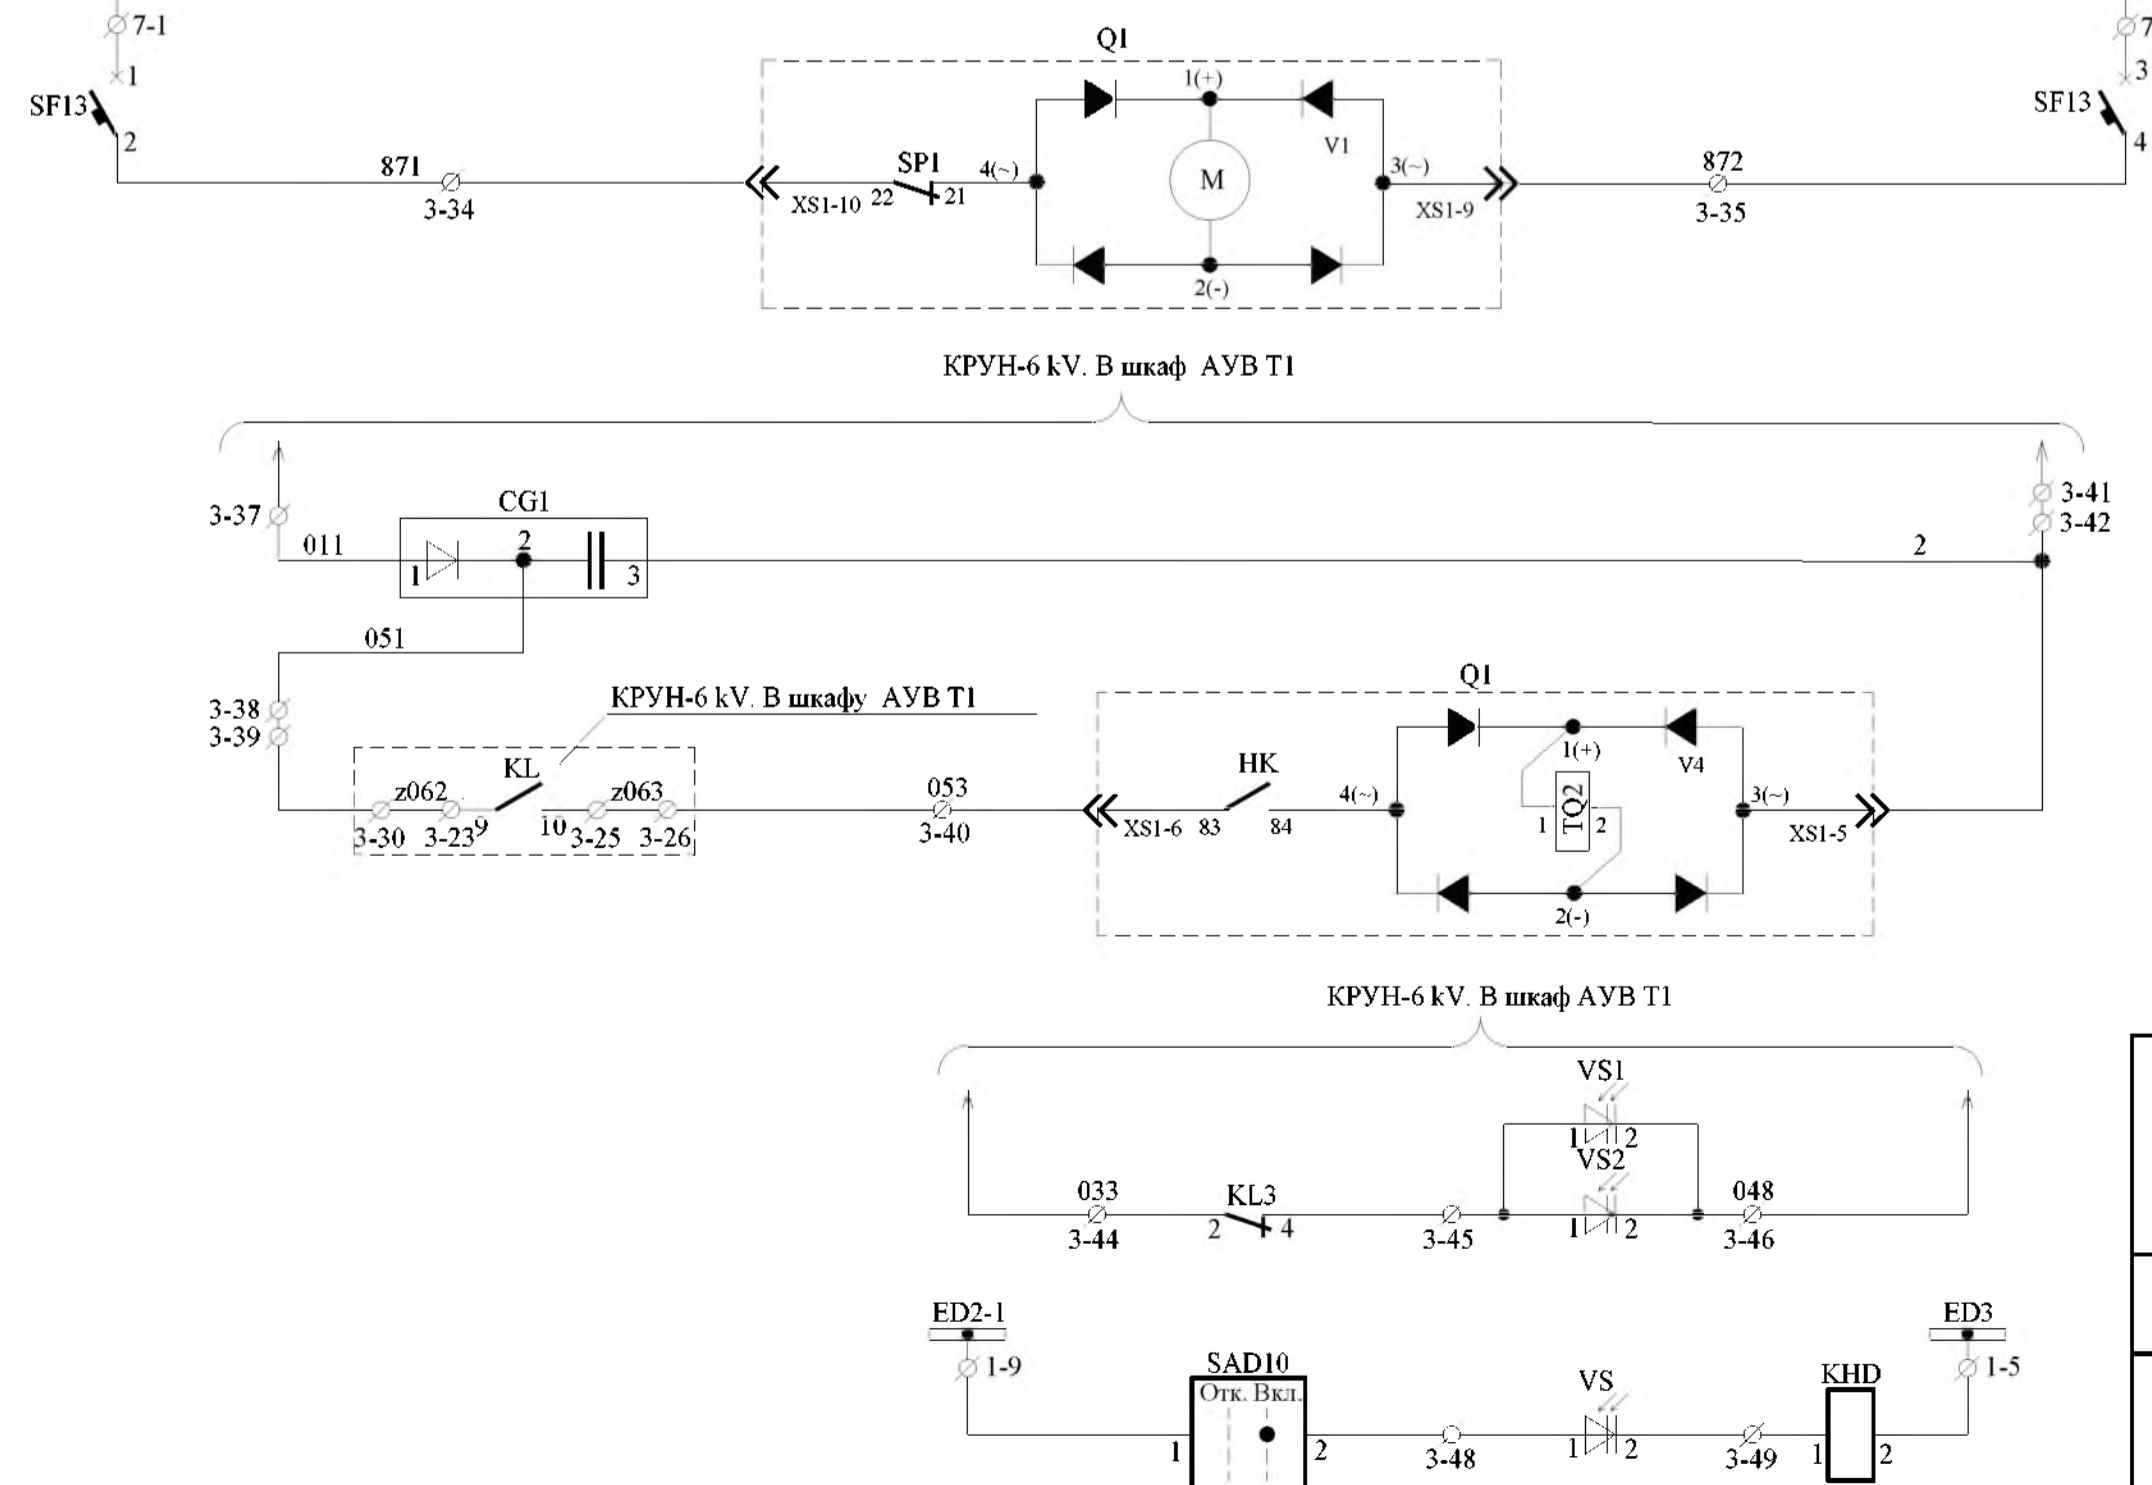 7-1
7
1
3
SF13
2
SF13
4
Q1
1(+)
V1
871
3-34
XS1-10
22
SP1
21
4(~)
M
3(~)
XS1-9
872
3-35
2(-)
КРУН-6 kV. В шкаф АУВ Т1
3-37
011
CG1
1
2
3
2
3-41
3-42
051
3-38
3-39
КРУН-6 kV. В шкафу АУВ Т1
z062
KL
z063
3-30
3-23
9
10
3-25
3-26
053
3-40
Q1
1(+)
V4
XS1-6
83
HK
84
4(~)
1
TQ2
2
3(~)
XS1-5
2(-)
КРУН-6 kV. В шкаф АУВ Т1
VS1
1
2
VS2
033
3-44
KL3
2
4
3-45
1
2
048
3-46
ED2-1
1-9
ED3
1-5
SAD10
Отк. Вкл.
1
2
3-48
VS
1
2
3-49
KHD
1
2